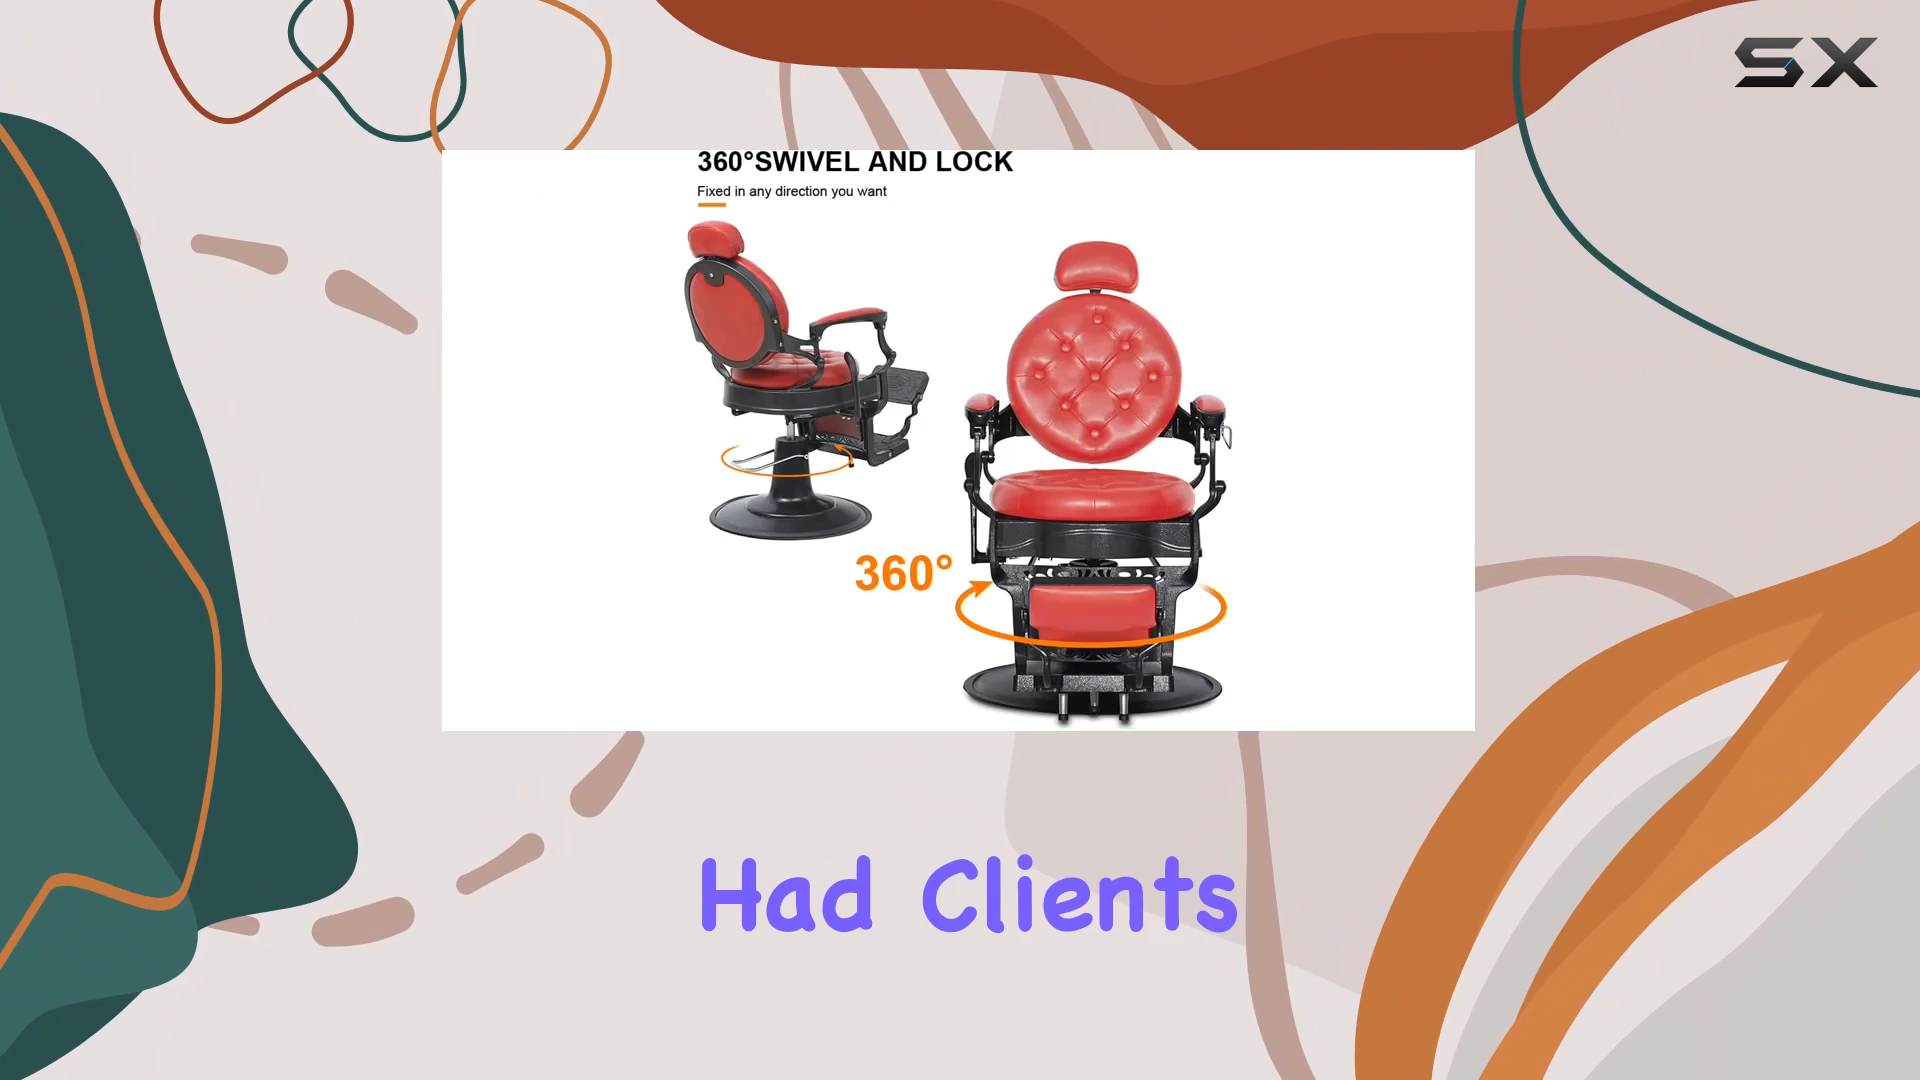 SX
360°SWIVEL AND LOCK
Fixed in any direction you want
360°
Had Clients